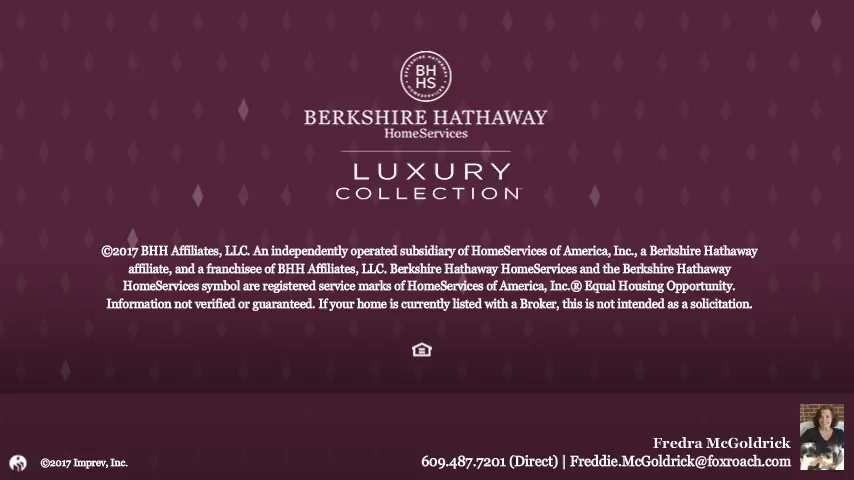 BH
HS
BERKSHIRE HATHAWAY
HomeServices
LUXURY
COLLECTION
©2017 BHH Affiliates, LLC. An independently operated subsidiary of HomeServices of America, Inc., a Berkshire Hathaway
affiliate, and a franchisee of BHH Affiliates, LLC. Berkshire Hathaway HomeServices and the Berkshire Hathaway
HomeServices symbol are registered service marks of HomeServices of America, Inc.® Equal Housing Opportunity.
Information not verified or guaranteed. If your home is currently listed with a Broker, this is not intended as a solicitation.
Fredra McGoldrick
609.487.7201 (Direct) | Freddie.McGoldrick@foxroach.com
©2017 Imprev, Inc.